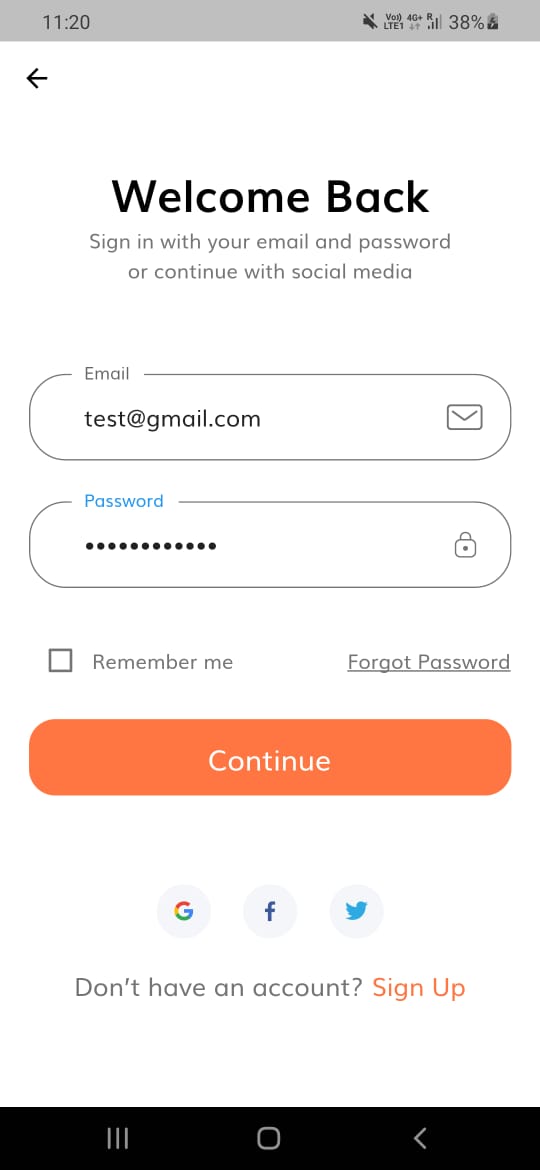 11:20
Vo) 4G+ R 38%
LTE1
Welcome Back
Sign in with your email and password
or continue with social media
Email
test@gmail.com
Password
••••••••••••
Remember me
Forgot Password
Continue
Don't have an account? Sign Up